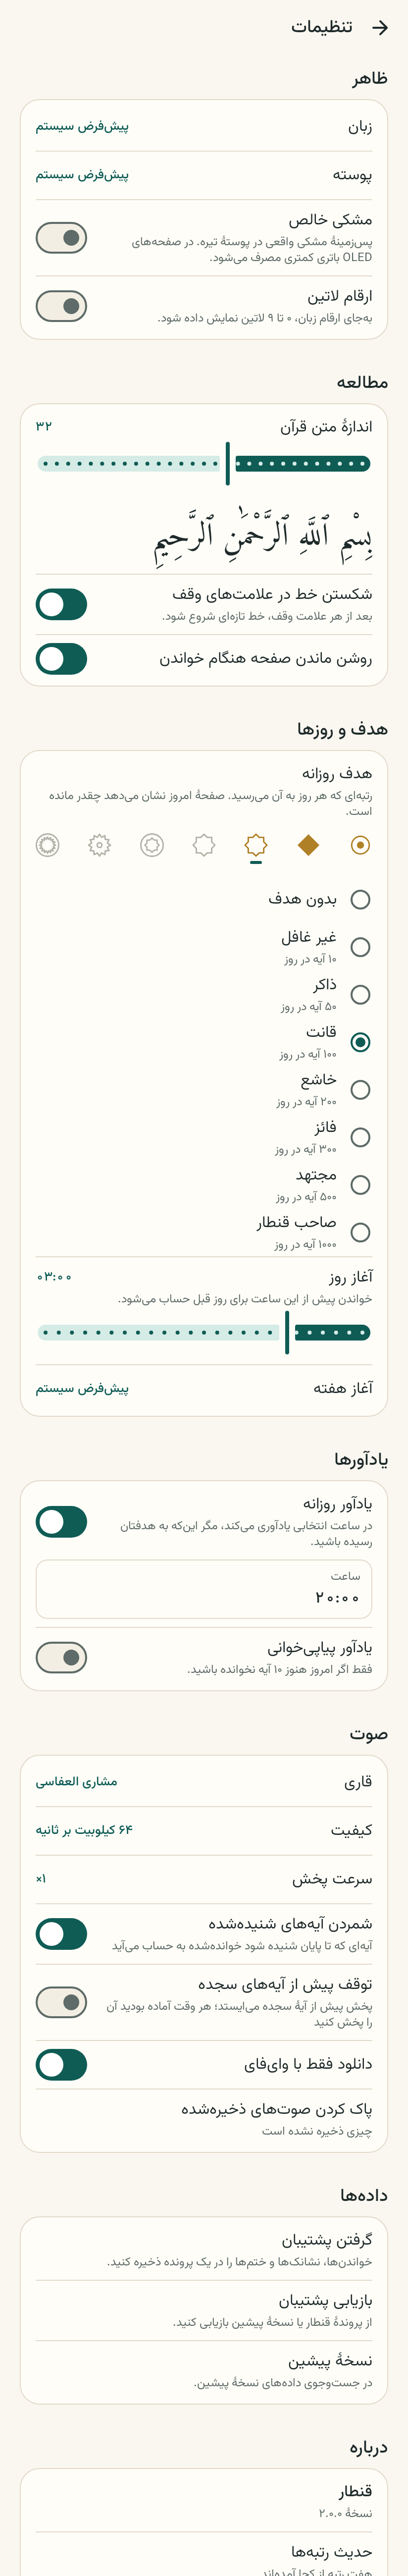 تنظیمات
ظاهر
زبان
پیش‌فرض سیستم
پوسته
پیش‌فرض سیستم
مشکی خالص
پس‌زمینهٔ مشکی واقعی در پوستهٔ تیره. در صفحه‌های
OLED باتری کمتری مصرف می‌شود.
ارقام لاتین
به‌جای ارقام زبان، ۰ تا ۹ لاتین نمایش داده شود.
مطالعه
اندازهٔ متن قرآن
۳۲
بِسْمِ ٱللَّهِ ٱلرَّحْمَٰنِ ٱلرَّحِيمِ
شکستن خط در علامت‌های وقف
بعد از هر علامت وقف، خط تازه‌ای شروع شود.
روشن ماندن صفحه هنگام خواندن
هدف و روزها
هدف روزانه
رتبه‌ای که هر روز به آن می‌رسید. صفحهٔ امروز نشان می‌دهد چقدر مانده
است.
بدون هدف
غیر غافل
۱۰ آیه در روز
ذاکر
۵۰ آیه در روز
قانت
۱۰۰ آیه در روز
خاشع
۲۰۰ آیه در روز
فائز
۳۰۰ آیه در روز
مجتهد
۵۰۰ آیه در روز
صاحب قنطار
۱۰۰۰ آیه در روز
آغاز روز
۰۳:۰۰
خواندن پیش از این ساعت برای روز قبل حساب می‌شود.
آغاز هفته
پیش‌فرض سیستم
یادآورها
یادآور روزانه
در ساعت انتخابی یادآوری می‌کند، مگر این‌که به هدفتان
رسیده باشید.
ساعت
۲۰:۰۰
یادآور پیاپی‌خوانی
فقط اگر امروز هنوز ۱۰ آیه نخوانده باشید.
صوت
قاری
مشاری العفاسی
کیفیت
۶۴ کیلوبیت بر ثانیه
سرعت پخش
۱×
شمردن آیه‌های شنیده‌شده
آیه‌ای که تا پایان شنیده شود خوانده‌شده به حساب می‌آید
توقف پیش از آیه‌های سجده
پخش پیش از آیهٔ سجده می‌ایستد؛ هر وقت آماده بودید آن
را پخش کنید
دانلود فقط با وای‌فای
پاک کردن صوت‌های ذخیره‌شده
چیزی ذخیره نشده است
داده‌ها
گرفتن پشتیبان
خواندن‌ها، نشانک‌ها و ختم‌ها را در یک پرونده ذخیره کنید.
بازیابی پشتیبان
از پروندهٔ قنطار یا نسخهٔ پیشین بازیابی کنید.
نسخهٔ پیشین
در جست‌وجوی داده‌های نسخهٔ پیشین.
درباره
قنطار
نسخهٔ ۲.۰.۰
حدیث رتبه‌ها
هفت رتبه از کجا آمده‌اند